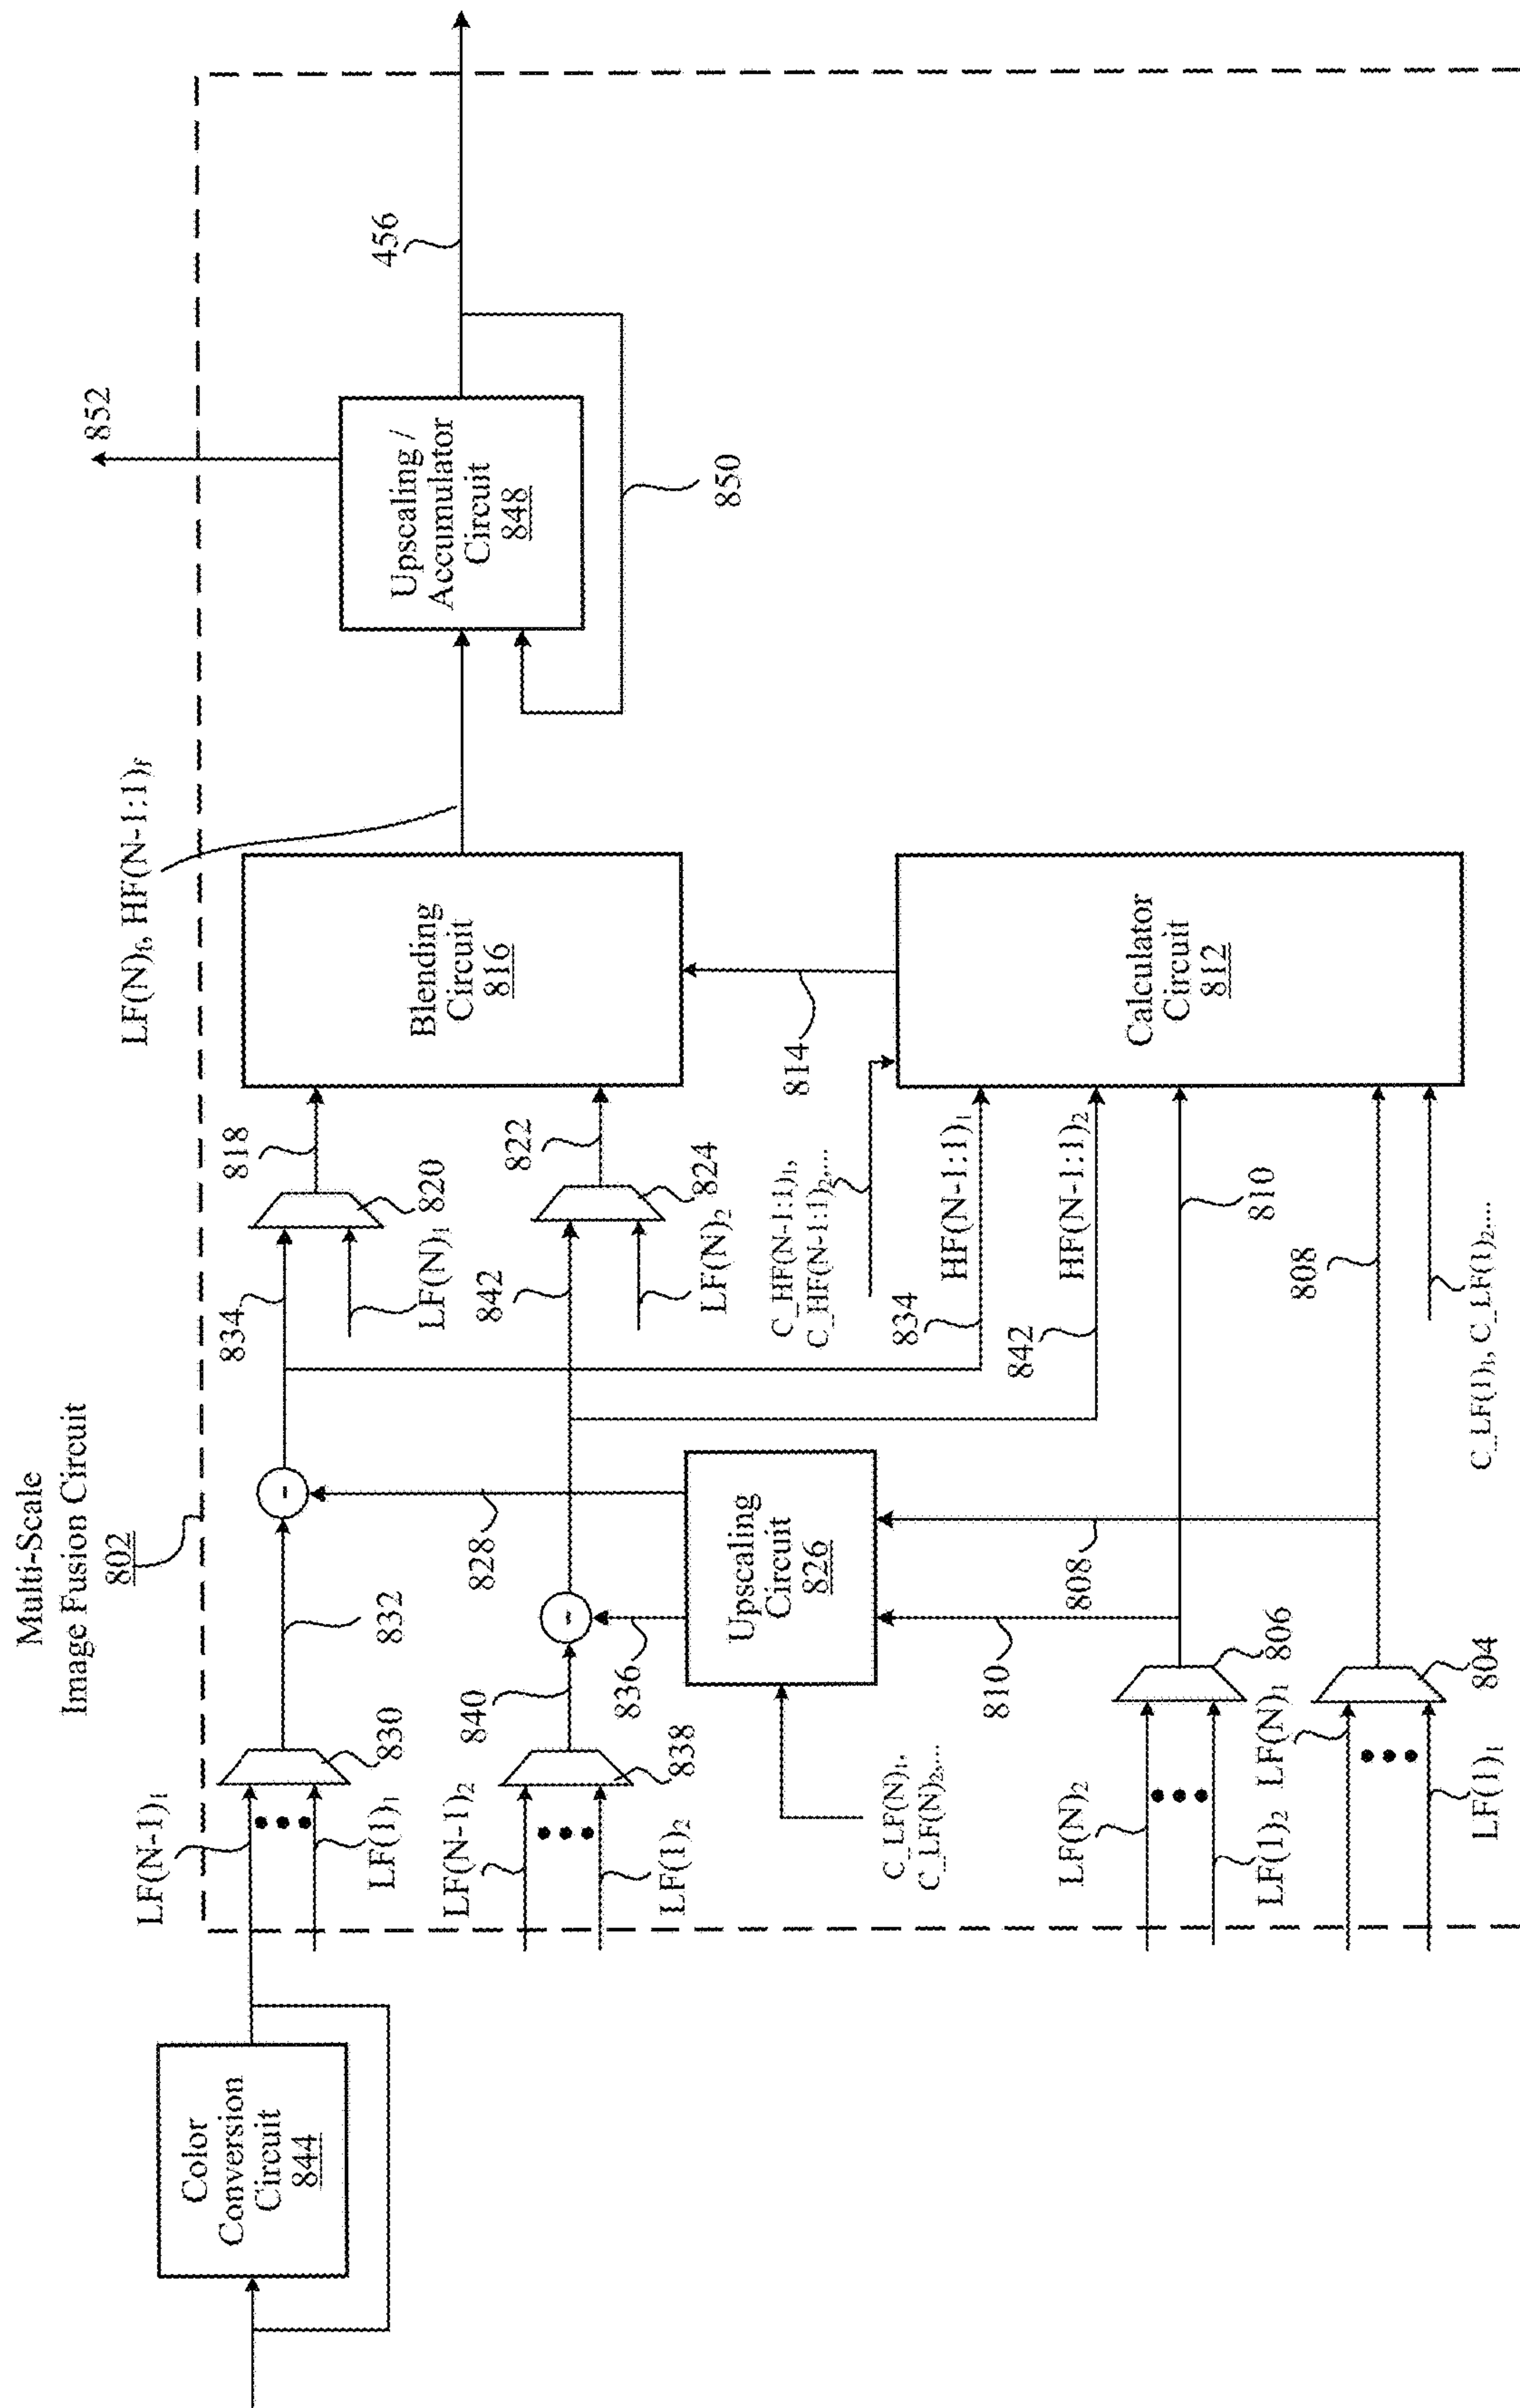 Multi-Scale
Image Fusion Circuit
802
Color
Conversion
Circuit
844
LF(N-1)₁
LF(1)₁
830
832
834
818
820
LF(N)₁
LF(N)f, HF(N-1:1)f
852
Upscaling /
Accumulator
Circuit
848
456
850
LF(N-1)₂
LF(1)₂
838
840
836
828
842
822
824
LF(N)₂
Blending
Circuit
816
C_LF(N)₁,
C_LF(N)₂,...
Upscaling
Circuit
826
C_HF(N-1:1)₁,
C_HF(N-1:1)₂,...
814
834
HF(N-1:1)₁
842
HF(N-1:1)₂
Calculator
Circuit
812
810
808
LF(N)₂
LF(1)₂
806
810
LF(N)₁
LF(1)₁
804
808
C_LF(1)₁, C_LF(1)₂,...
-
-